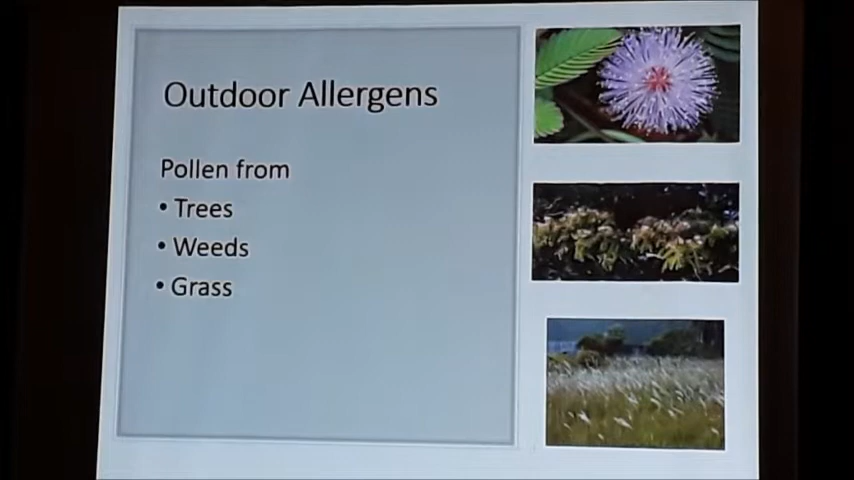 Outdoor Allergens
Pollen from
• Trees
• Weeds
• Grass